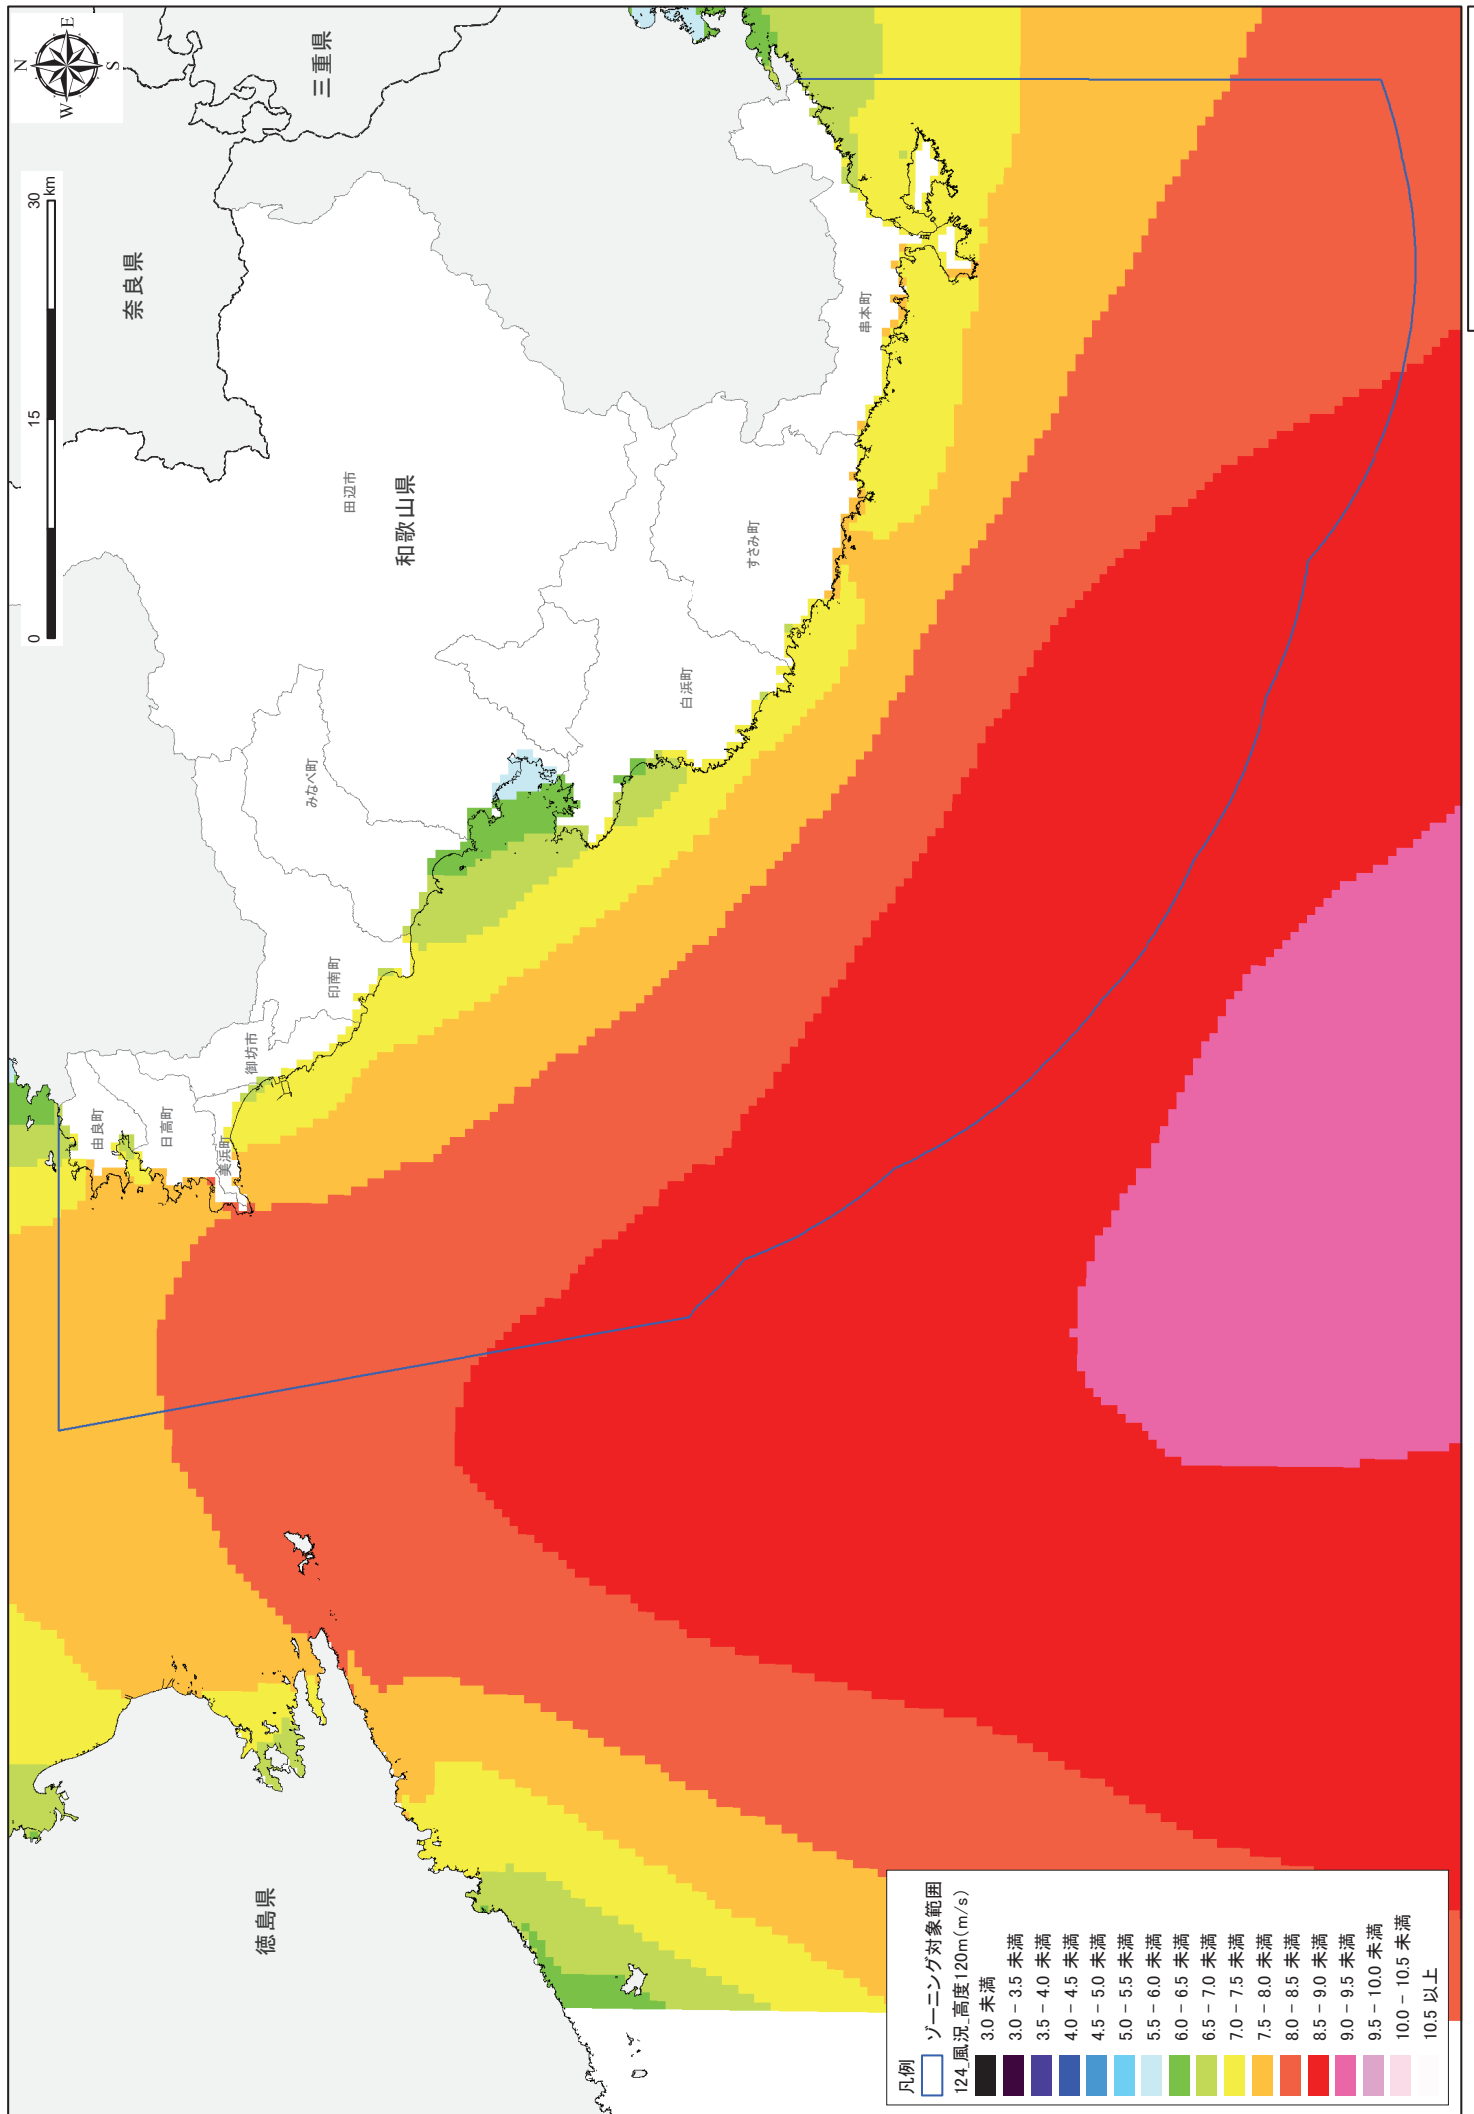 N
E
W
S
0
15
30
km
三重県
奈良県
田辺市
和歌山県
串本町
すさみ町
白浜町
みなべ町
印南町
御坊市
由良町
日高町
美浜町
徳島県
凡例
ゾーニング対象範囲
124_風況_高度120m(m/s)
3.0 未満
3.0 - 3.5 未満
3.5 - 4.0 未満
4.0 - 4.5 未満
4.5 - 5.0 未満
5.0 - 5.5 未満
5.5 - 6.0 未満
6.0 - 6.5 未満
6.5 - 7.0 未満
7.0 - 7.5 未満
7.5 - 8.0 未満
8.0 - 8.5 未満
8.5 - 9.0 未満
9.0 - 9.5 未満
9.5 - 10.0 未満
10.0 - 10.5 未満
10.5 以上